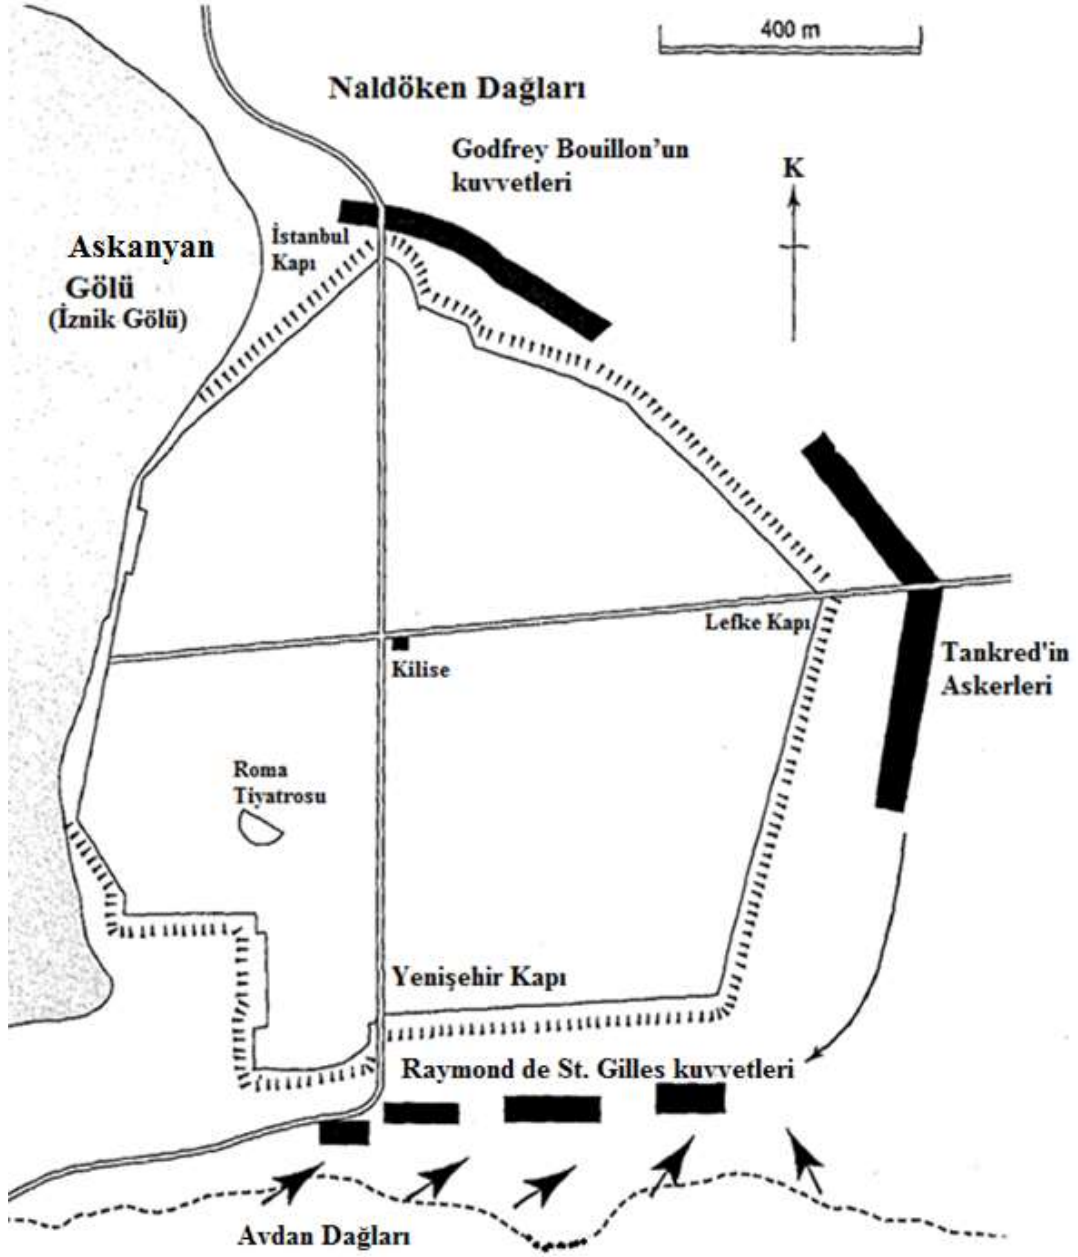 400 m
Naldöken Dağları
Godfrey Bouillon’un
kuvvetleri
K
İstanbul
Kapı
Askanyan
Gölü
(İznik Gölü)
Lefke Kapı
Kilise
Tankred'in
Askerleri
Roma
Tiyatrosu
Yenişehir Kapı
Raymond de St. Gilles kuvvetleri
Avdan Dağları